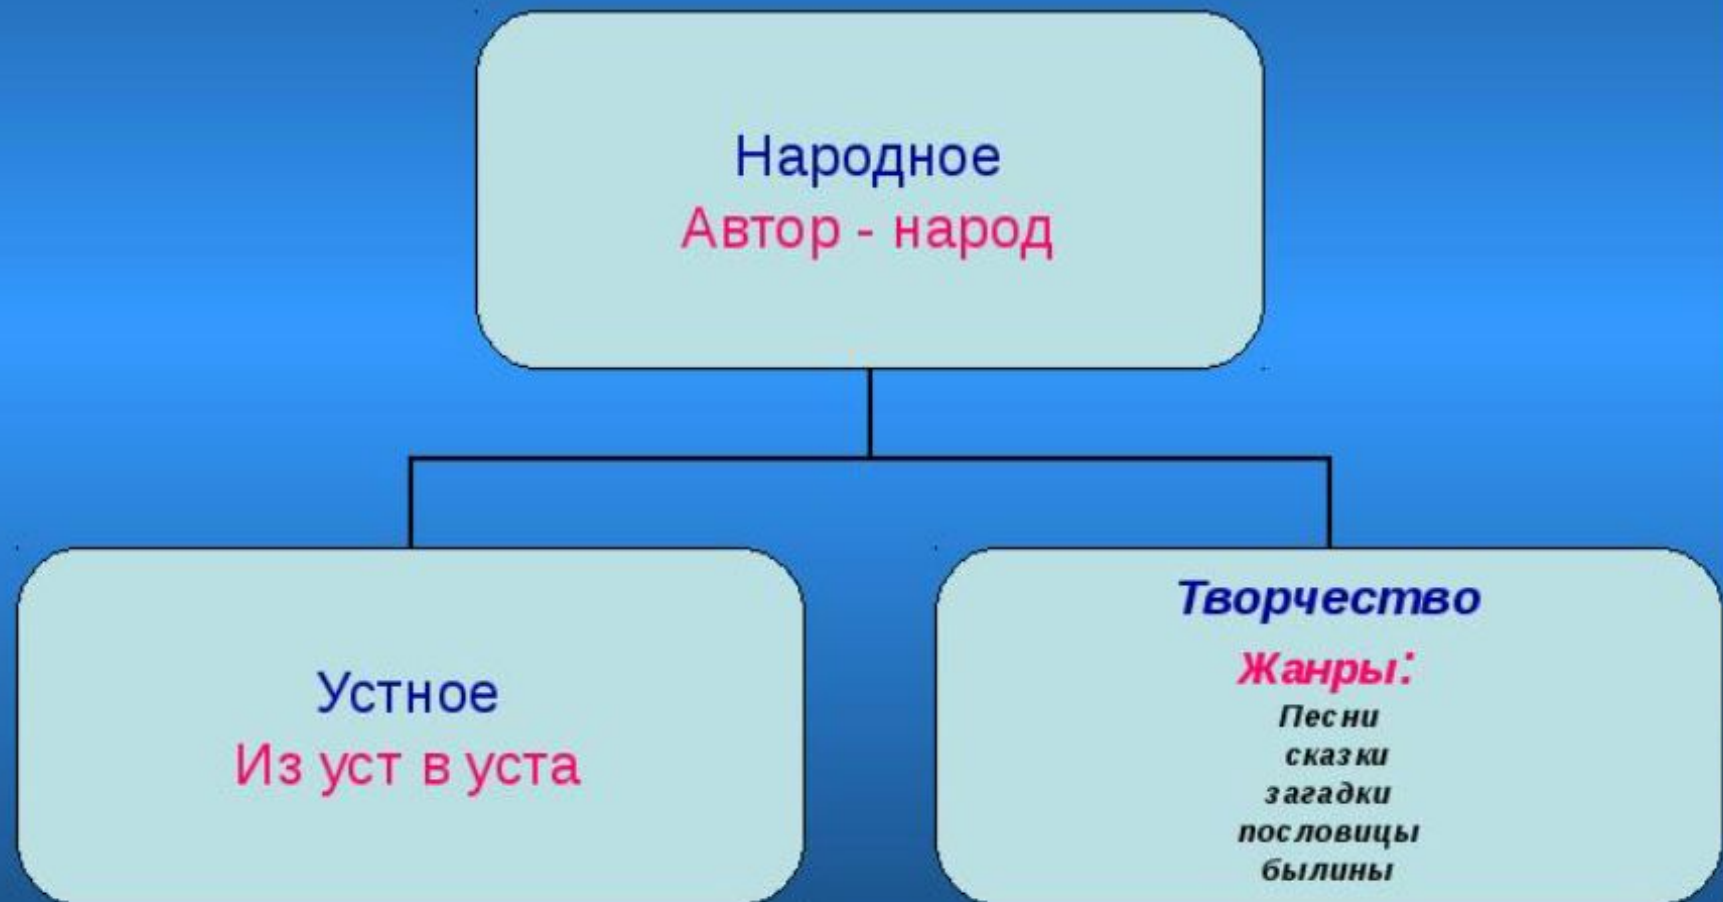 Народное
Автор - народ
Устное
Из уст в уста
Творчество
Жанры:
Песни
сказки
загадки
пословицы
былины